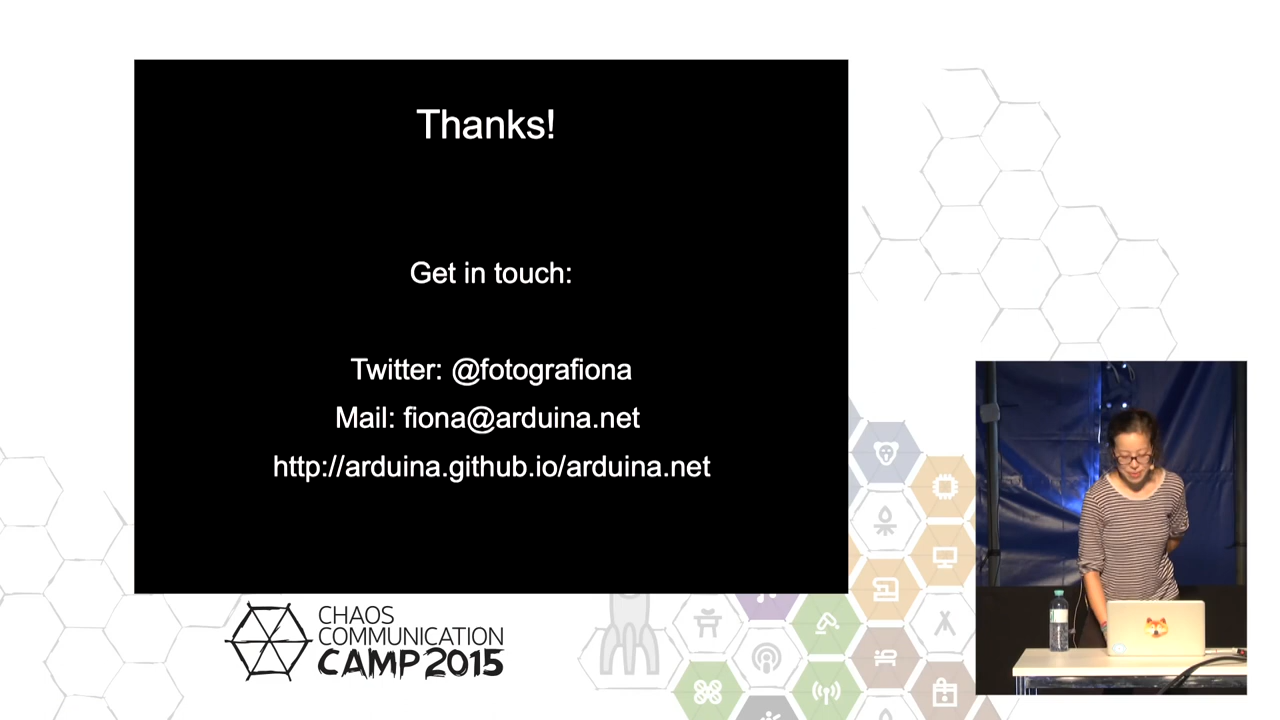 Thanks!
Get in touch:
Twitter: @fotografiona
Mail: fiona@arduina.net
http://arduina.github.io/arduina.net
CHAOS
COMMUNICATION
CAMP 2015